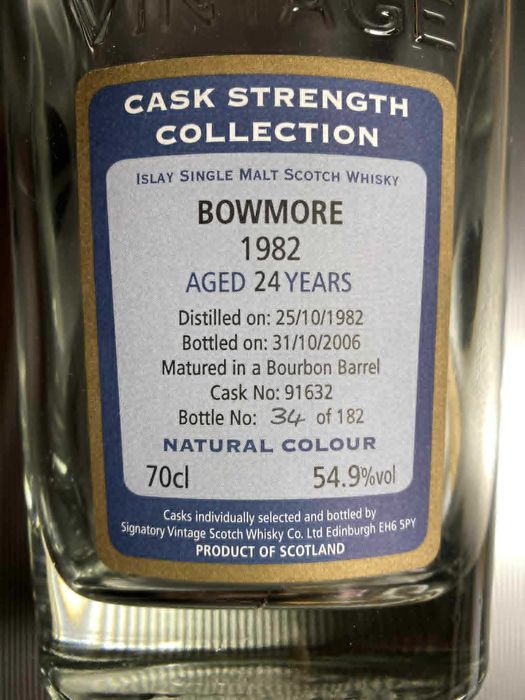 VINTAGE
CASK STRENGTH
COLLECTION
ISLAY SINGLE MALT SCOTCH WHISKY
BOWMORE
1982
AGED 24 YEARS
Distilled on: 25/10/1982
Bottled on: 31/10/2006
Matured in a Bourbon Barrel
Cask No: 91632
Bottle No: 34 of 182
NATURAL COLOUR
70cl 54.9%vol
Casks individually selected and bottled by
Signatory Vintage Scotch Whisky Co. Ltd Edinburgh EH6 5PY
PRODUCT OF SCOTLAND